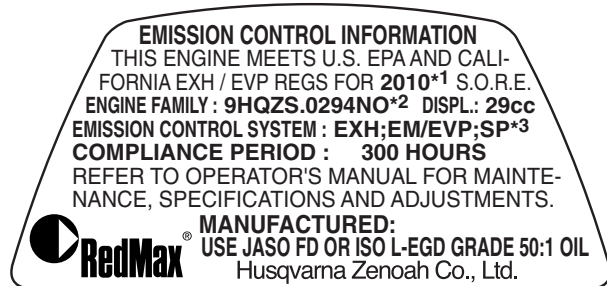 EMISSION CONTROL INFORMATION
THIS ENGINE MEETS U.S. EPA AND CALI-
FORNIA EXH / EVP REGS FOR 2010*1 S.O.R.E.
ENGINE FAMILY : 9HQZS.0294NO*2 DISPL.: 29cc
EMISSION CONTROL SYSTEM : EXH;EM/EVP;SP*3
COMPLIANCE PERIOD : 300 HOURS
REFER TO OPERATOR'S MANUAL FOR MAINTE-
NANCE, SPECIFICATIONS AND ADJUSTMENTS.
MANUFACTURED:
RedMax® USE JASO FD OR ISO L-EGD GRADE 50:1 OIL
Husqvarna Zenoah Co., Ltd.